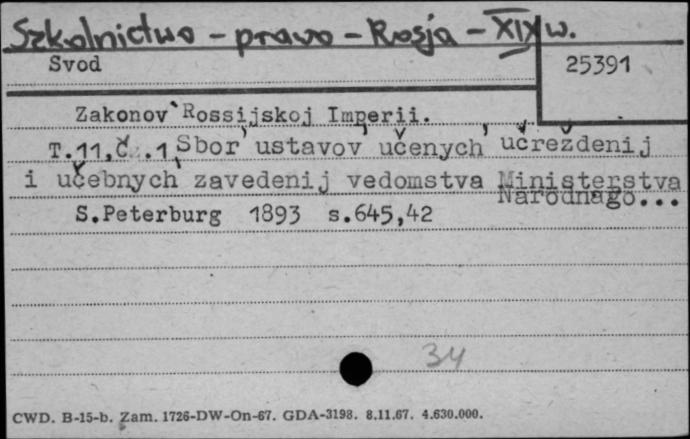 Szkolnictwo - prawo - Rosja - XIX w.
Svod 25391
Zakonov' Rossijskoj Imperii.
T.11,č .1 Sbor' ustavov' učenych' učreždenij
i učebnych' zavedenij vedomstva Ministerstva
Narodnago...
S.Peterburg 1893 s.645,42
34
CWD. B-15-b. Zam. 1726-DW-On-67. GDA-3198. 8.11.67. 4.630.000.